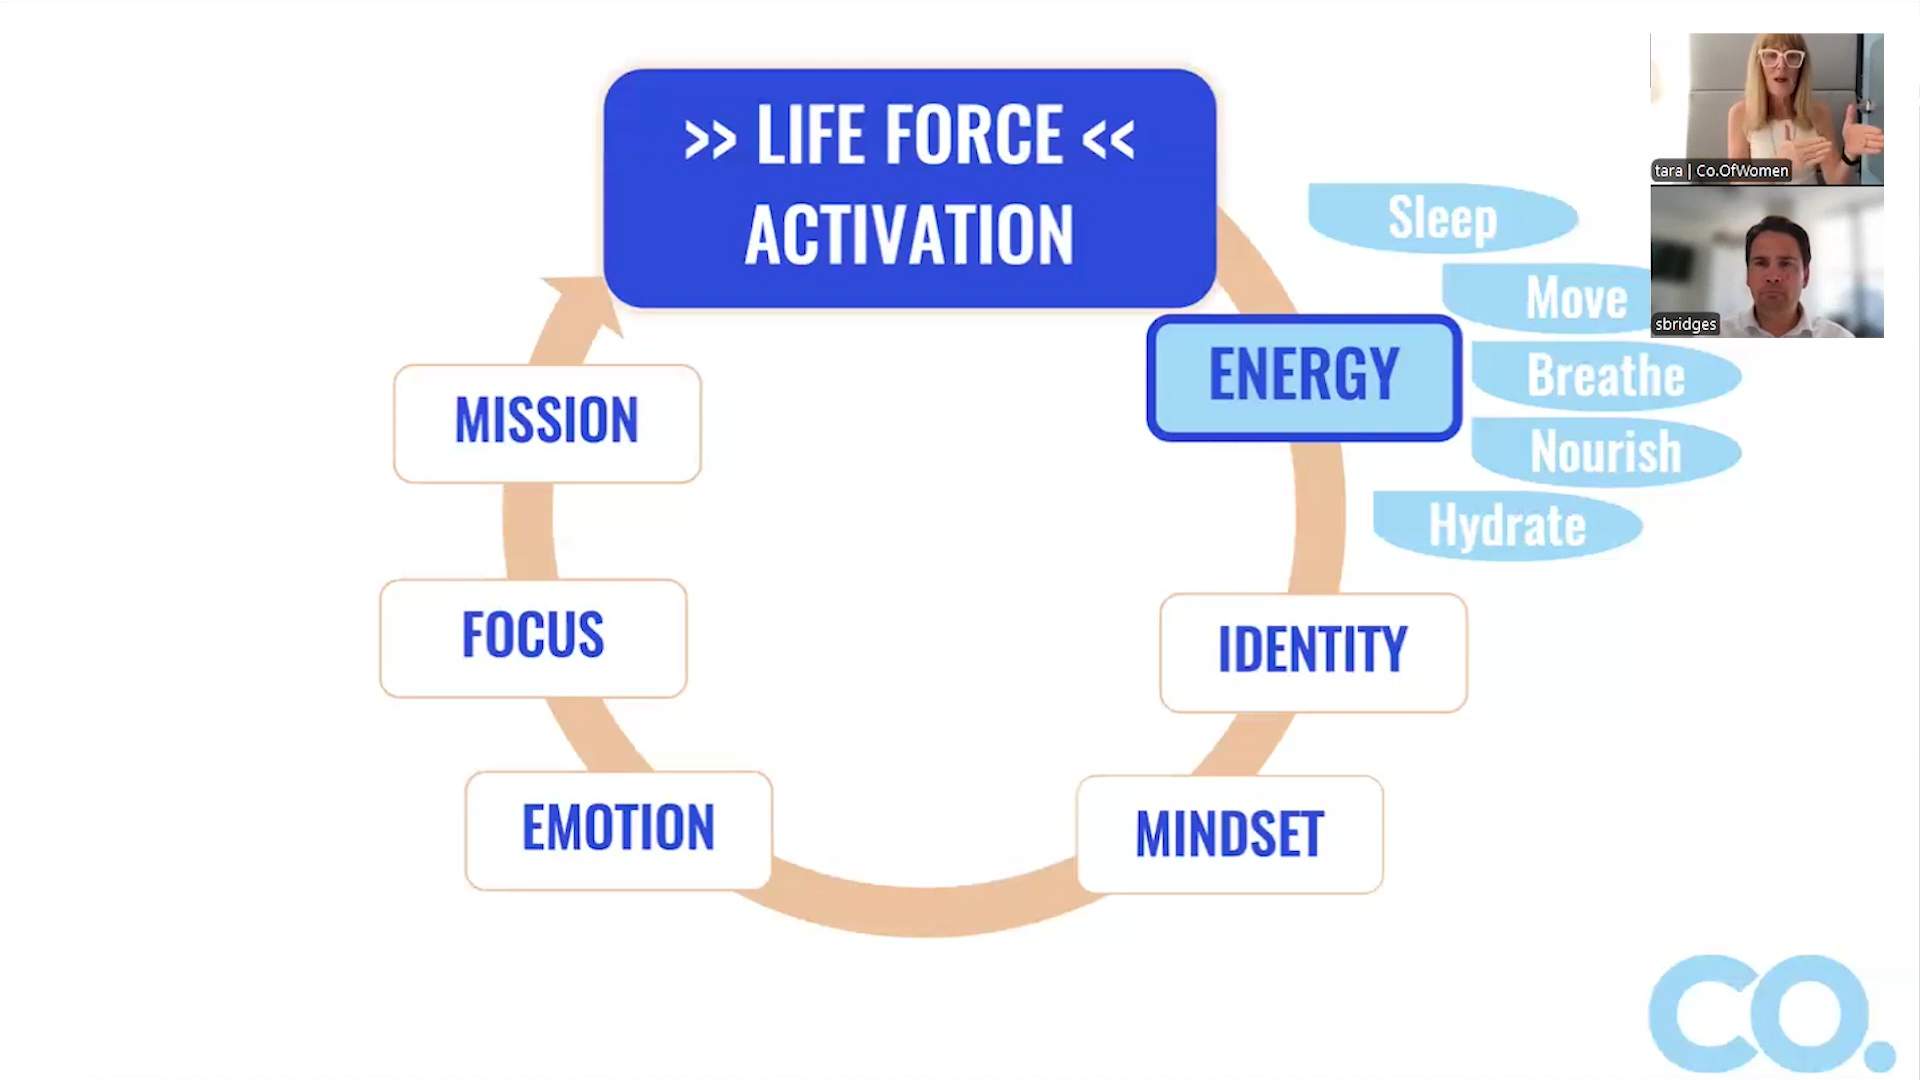 >> LIFE FORCE <<
ACTIVATION
tara | Co.OfWomen
sbridges
Sleep
Move
Breathe
Nourish
Hydrate
ENERGY
IDENTITY
MINDSET
EMOTION
FOCUS
MISSION
CO.